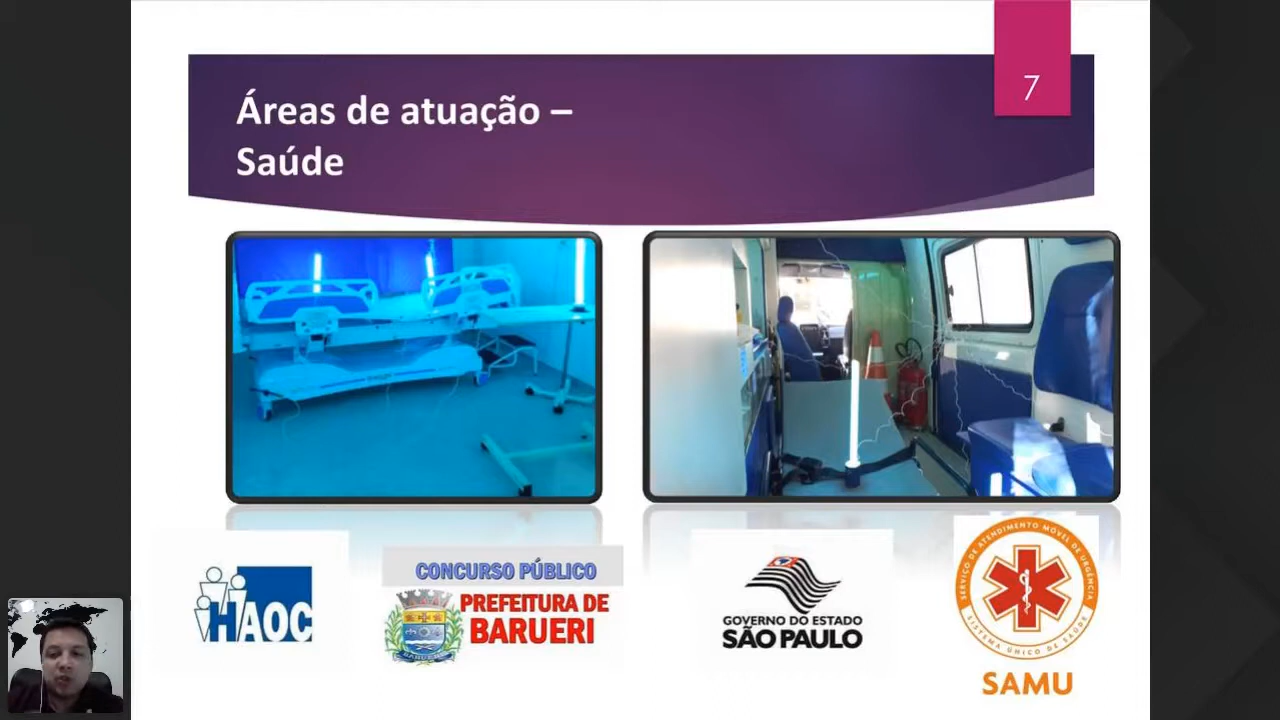 7
Áreas de atuação –
Saúde
HAOC
CONCURSO PÚBLICO
PREFEITURA DE
BARUERI
BARUERI
GOVERNO DO ESTADO
SÃO PAULO
SERVIÇO DE ATENDIMENTO MÓVEL DE URGÊNCIA
SISTEMA ÚNICO DE SAÚDE
SAMU